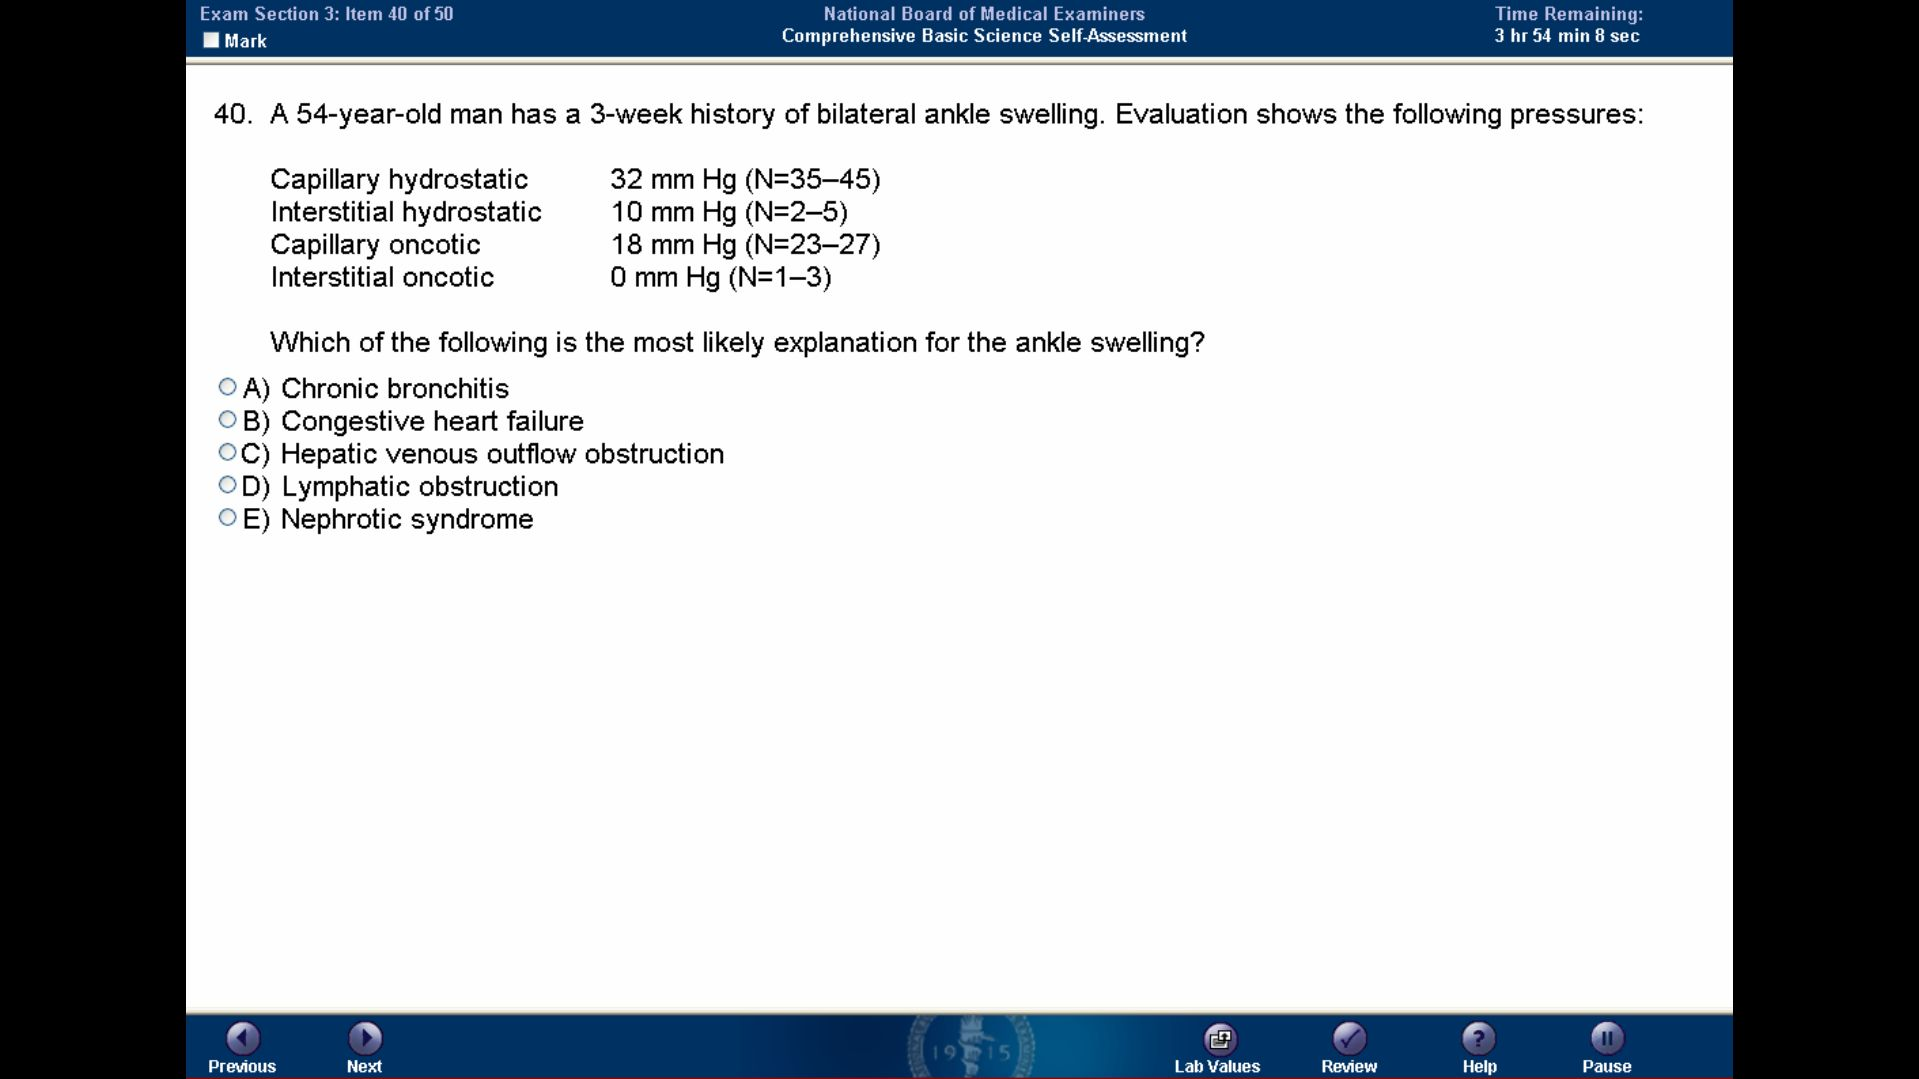 Exam Section 3: Item 40 of 50
National Board of Medical Examiners
Time Remaining:
Mark
Comprehensive Basic Science Self-Assessment
3 hr 54 min 8 sec
40. A 54-year-old man has a 3-week history of bilateral ankle swelling. Evaluation shows the following pressures:
Capillary hydrostatic 32 mm Hg (N=35–45)
Interstitial hydrostatic 10 mm Hg (N=2–5)
Capillary oncotic 18 mm Hg (N=23–27)
Interstitial oncotic 0 mm Hg (N=1–3)
Which of the following is the most likely explanation for the ankle swelling?
A) Chronic bronchitis
B) Congestive heart failure
C) Hepatic venous outflow obstruction
D) Lymphatic obstruction
E) Nephrotic syndrome
1915
Previous
Next
Lab Values
Review
Help
Pause